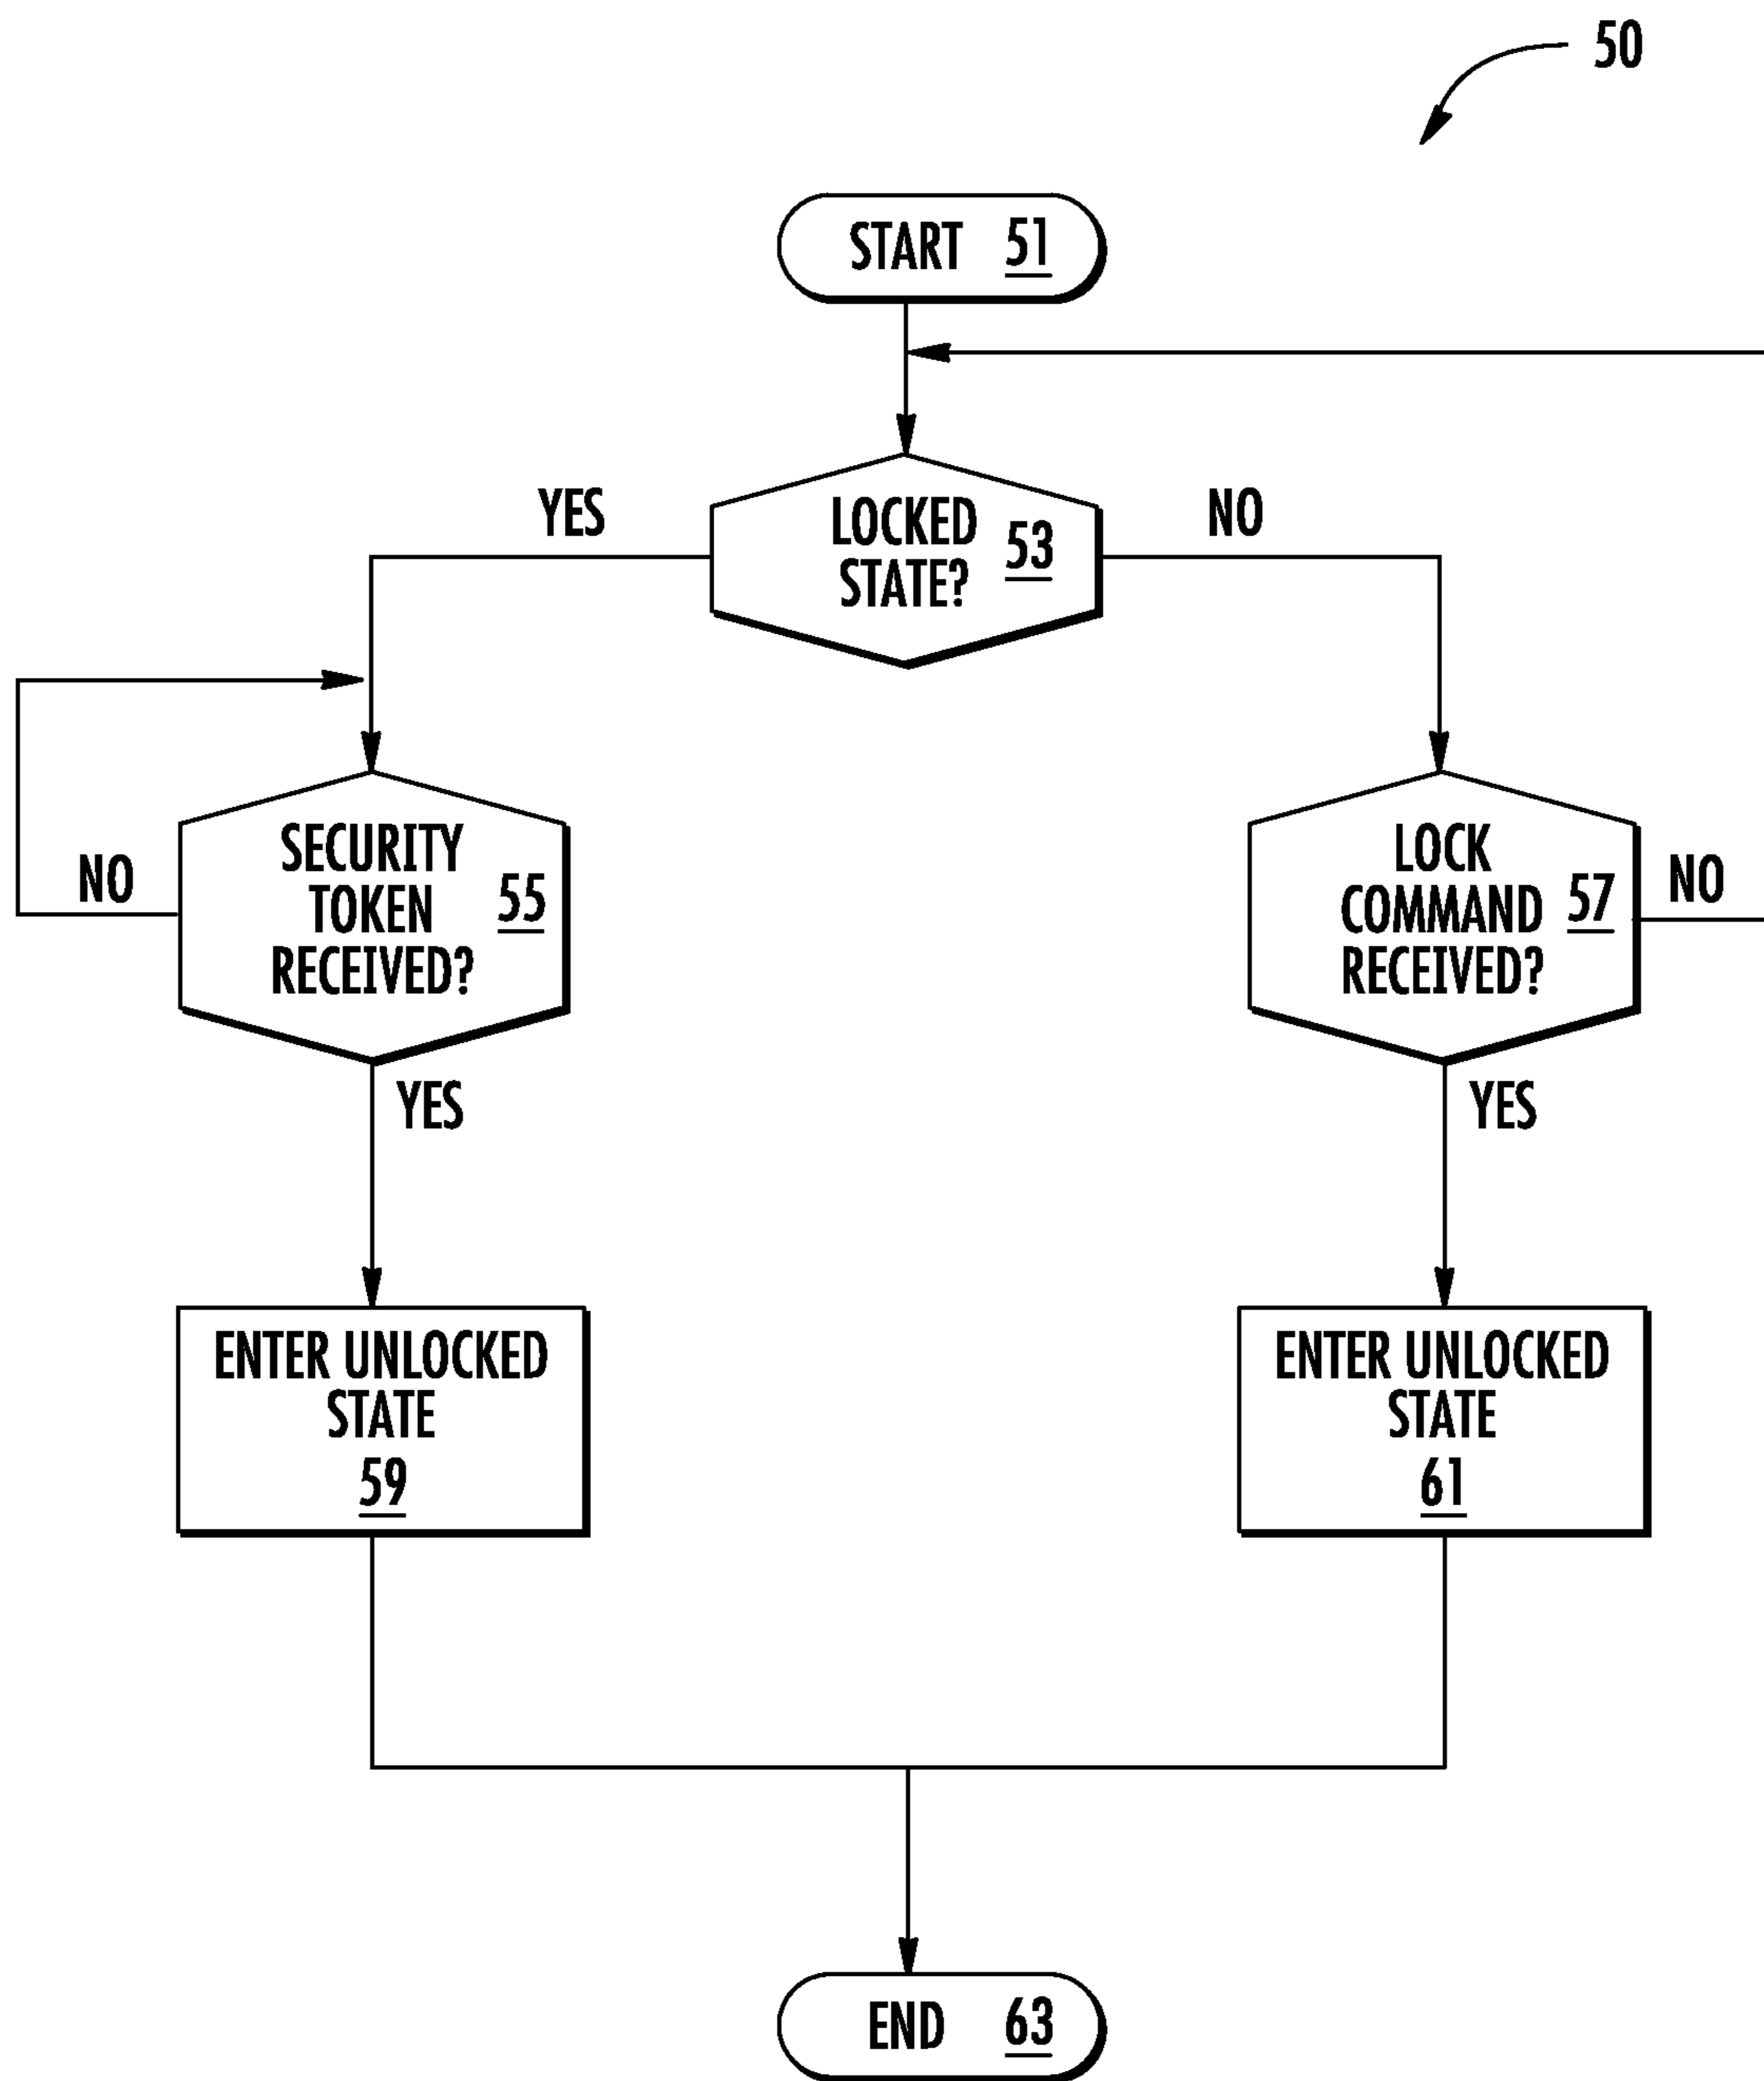 50
START 51
YES
LOCKED
STATE?
53
NO
NO
SECURITY
TOKEN
RECEIVED?
55
LOCK
COMMAND
RECEIVED?
57
NO
YES
YES
ENTER UNLOCKED
STATE
59
ENTER UNLOCKED
STATE
61
END 63